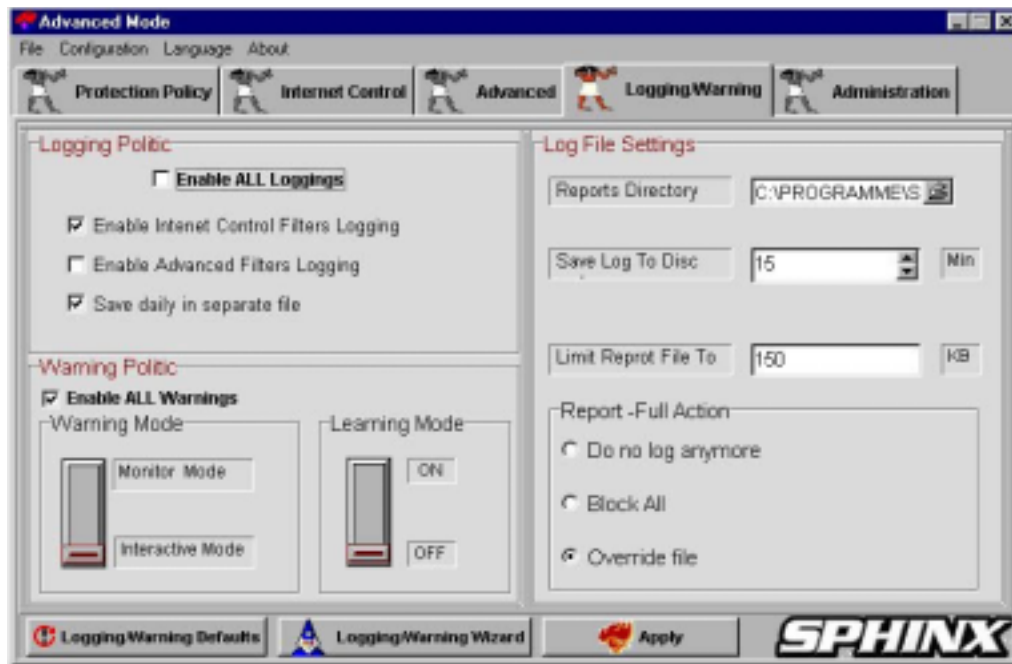 Advanced Mode
File Configuration Language About
Protection Policy Internet Control Advanced Logging/Warning Administration
Logging Politic
Enable ALL Loggings
Enable Intenet Control Filters Logging
Enable Advanced Filters Logging
Save daily in separate file
Warning Politic
Enable ALL Warnings
Warning Mode
Monitor Mode
Interactive Mode
Learning Mode
ON
OFF
Log File Settings
Reports Directory C:\PROGRAMME\S
Save Log To Disc 15 Min
Limit Reprot File To 150 KB
Report -Full Action
Do no log anymore
Block All
Override file
Logging/Warning Defaults Logging/Warning Wizard Apply SPHINX